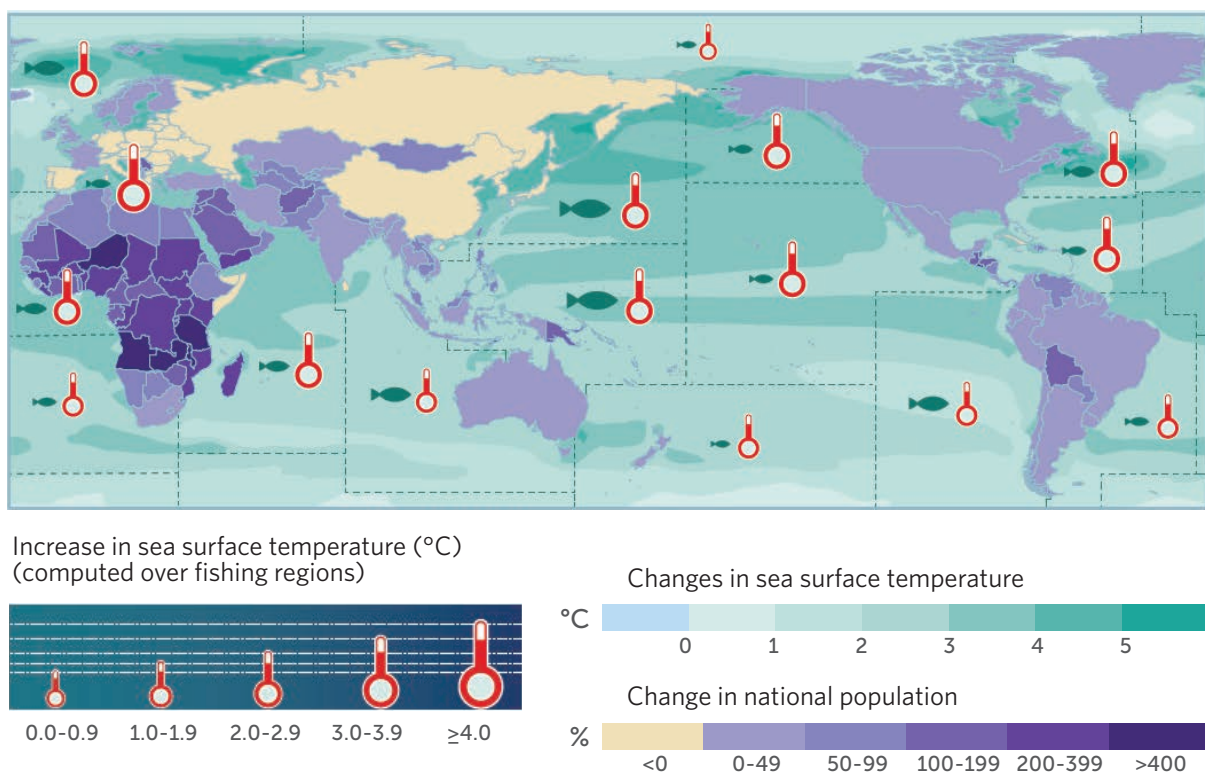 Increase in sea surface temperature (°C)
(computed over fishing regions)
0.0-0.9 1.0-1.9 2.0-2.9 3.0-3.9 ≥4.0
Changes in sea surface temperature
°C
0 1 2 3 4 5
Change in national population
%
<0 0-49 50-99 100-199 200-399 >400